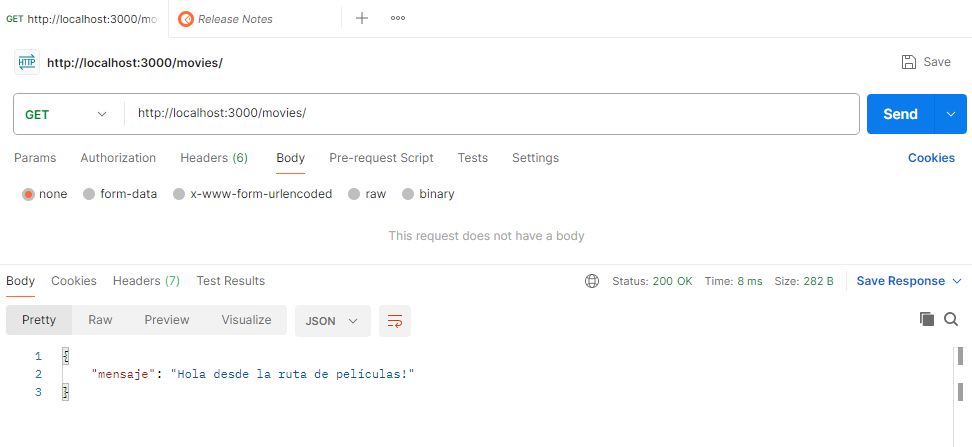 GET http://localhost:3000/mo Release Notes
HTTP http://localhost:3000/movies/ Save
GET http://localhost:3000/movies/ Send
Params Authorization Headers (6) Body Pre-request Script Tests Settings Cookies
none form-data x-www-form-urlencoded raw binary
This request does not have a body
Body Cookies Headers (7) Test Results Status: 200 OK Time: 8 ms Size: 282 B Save Response
Pretty Raw Preview Visualize JSON
1 {
2 "mensaje": "Hola desde la ruta de películas!"
3 }